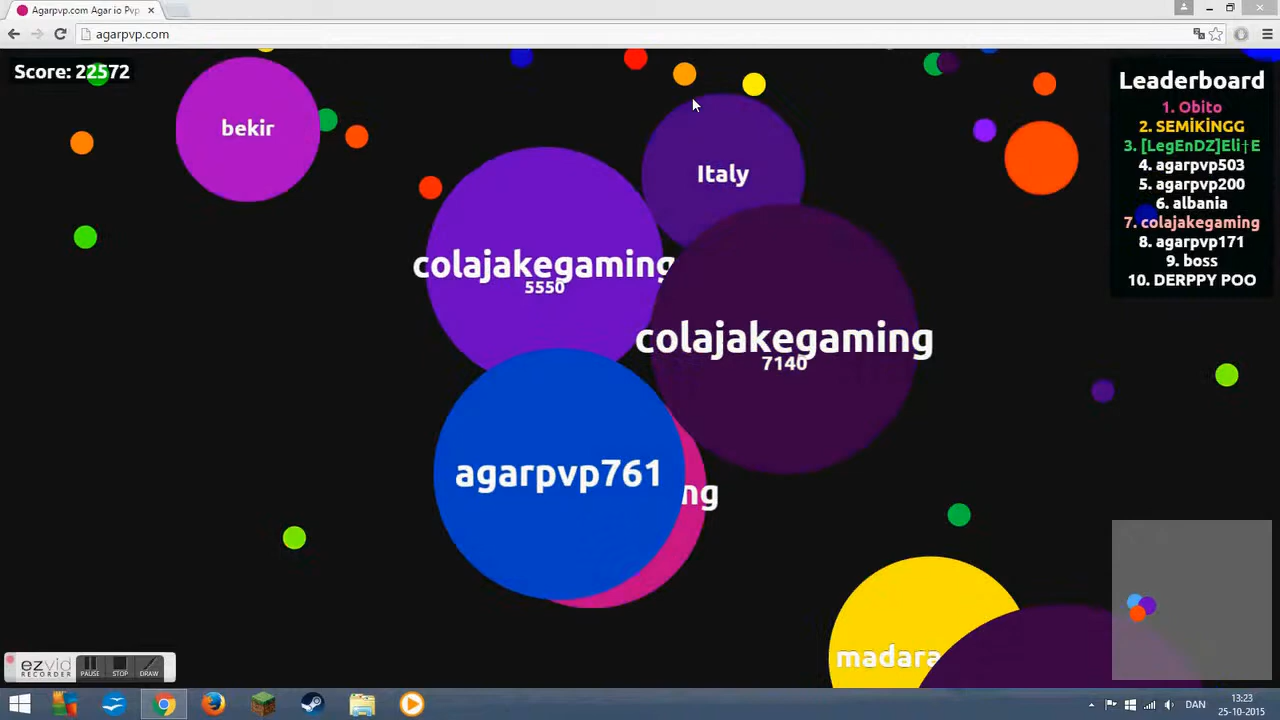 Agarpvp.com Agar io Pvp
agarpvp.com
Score: 22572
bekir
Italy
colajakegaming
5550
colajakegaming
7140
agarpvp761
ng
madara
Leaderboard
1. Obito
2. SEMİKİNGG
3. [LegEnDZ]Eli†E
4. agarpvp503
5. agarpvp200
6. albania
7. colajakegaming
8. agarpvp171
9. boss
10. DERPPY POO
ezvid
RECORDER
PAUSE
STOP
DRAW
DAN
13:23
25-10-2015